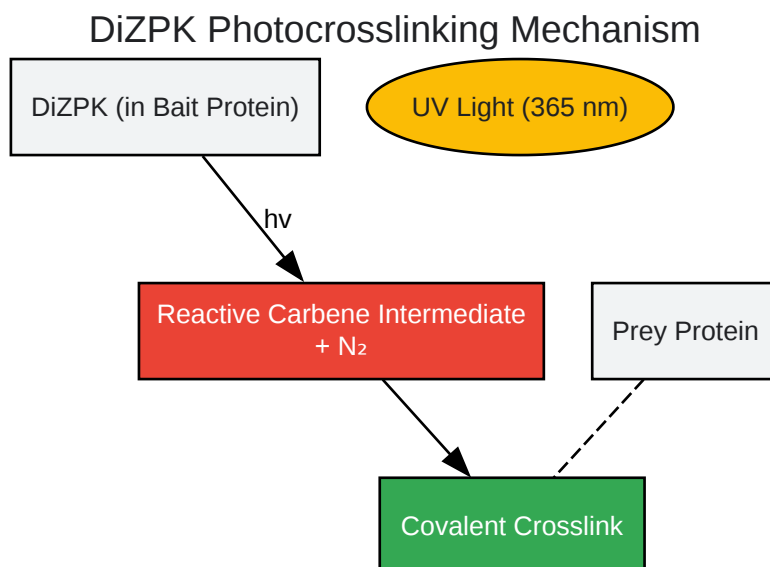 DiZPK Photocrosslinking Mechanism
DiZPK (in Bait Protein)
UV Light (365 nm)
hv
Reactive Carbene Intermediate
+ N₂
Prey Protein
Covalent Crosslink